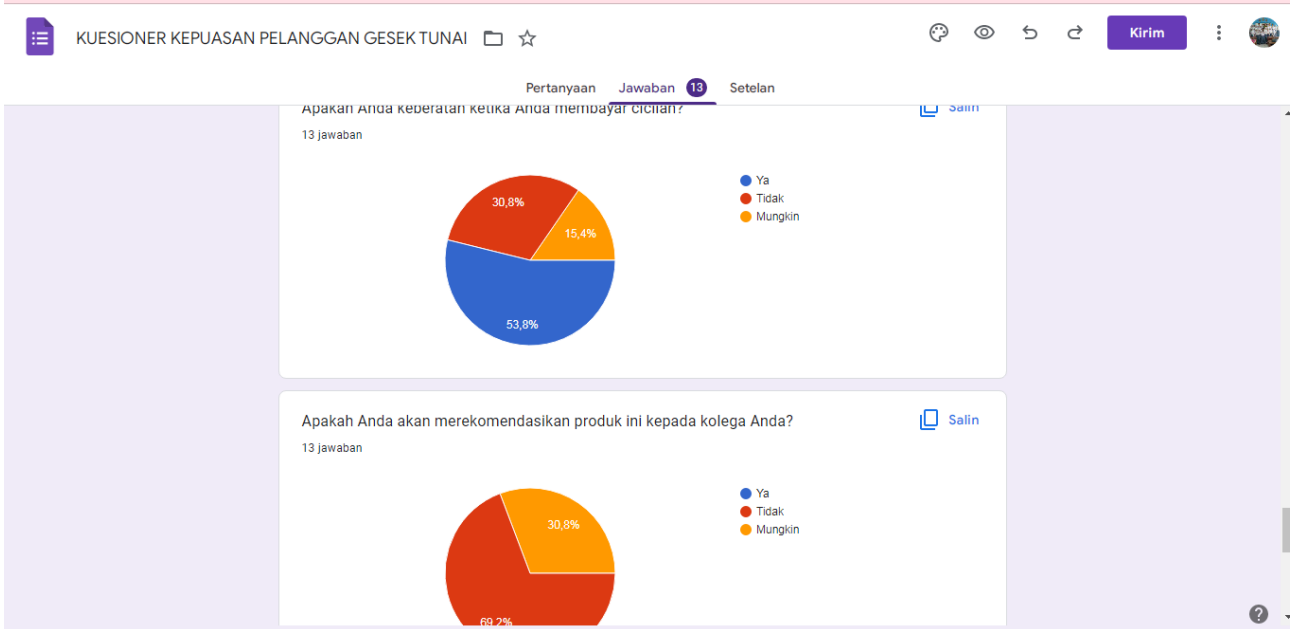 KUESIONER KEPUASAN PELANGGAN GESEK TUNAI
Kirim
Pertanyaan Jawaban 13 Setelan
Apakah Anda keberatan ketika Anda membayar cicilan?
Salin
13 jawaban
Ya
Tidak
Mungkin
30,8%
15,4%
53,8%
Apakah Anda akan merekomendasikan produk ini kepada kolega Anda?
Salin
13 jawaban
Ya
Tidak
Mungkin
30,8%
69,2%